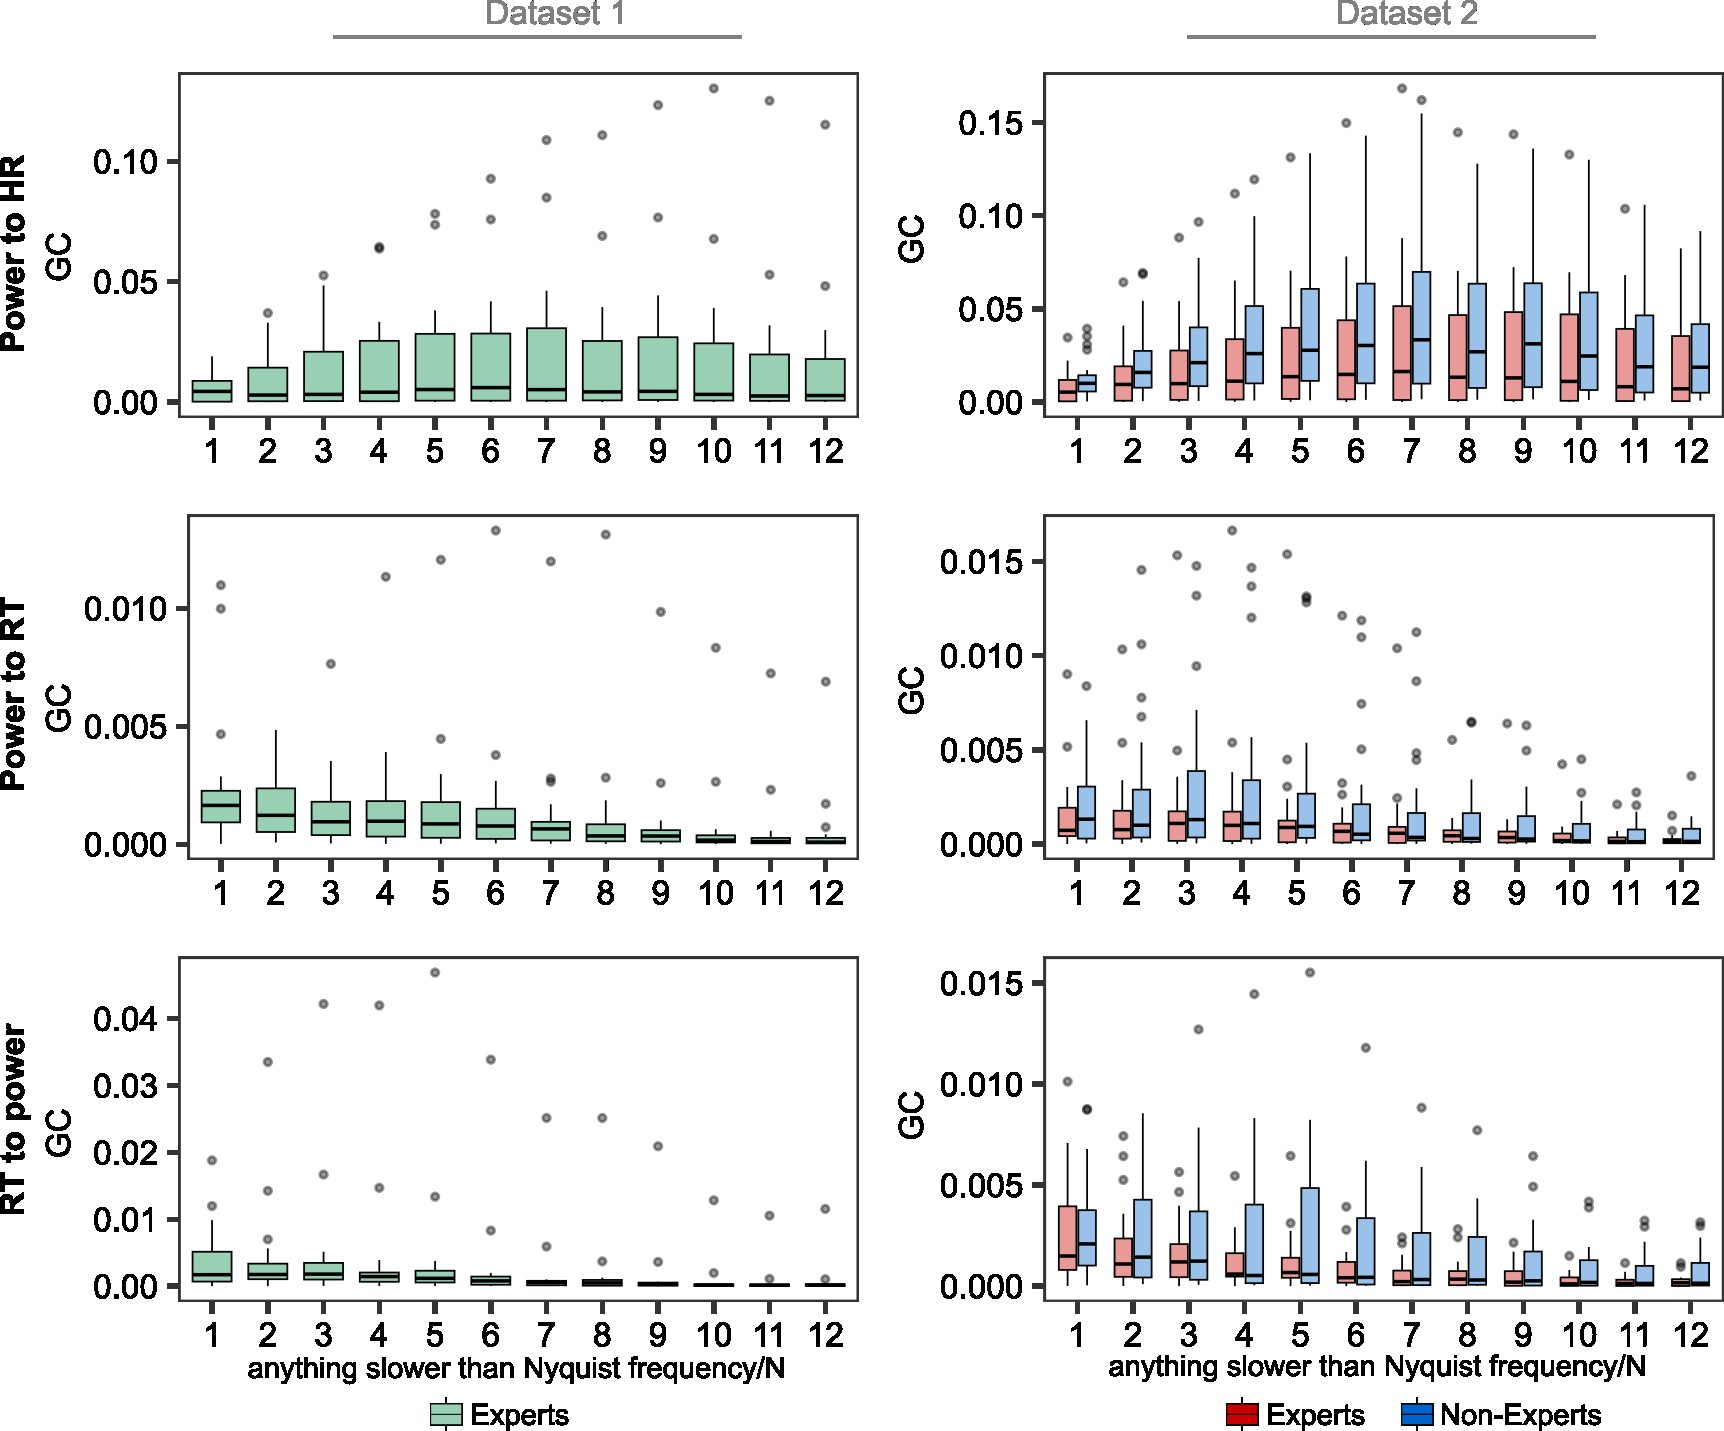 Dataset 1
Dataset 2
Power to HR
GC
0.10
0.05
0.00
1 2 3 4 5 6 7 8 9 10 11 12
GC
0.15
0.10
0.05
0.00
1 2 3 4 5 6 7 8 9 10 11 12
Power to RT
GC
0.010
0.005
0.000
1 2 3 4 5 6 7 8 9 10 11 12
GC
0.015
0.010
0.005
0.000
1 2 3 4 5 6 7 8 9 10 11 12
RT to power
GC
0.04
0.03
0.02
0.01
0.00
1 2 3 4 5 6 7 8 9 10 11 12
anything slower than Nyquist frequency/N
Experts
GC
0.015
0.010
0.005
0.000
1 2 3 4 5 6 7 8 9 10 11 12
anything slower than Nyquist frequency/N
Experts Non-Experts